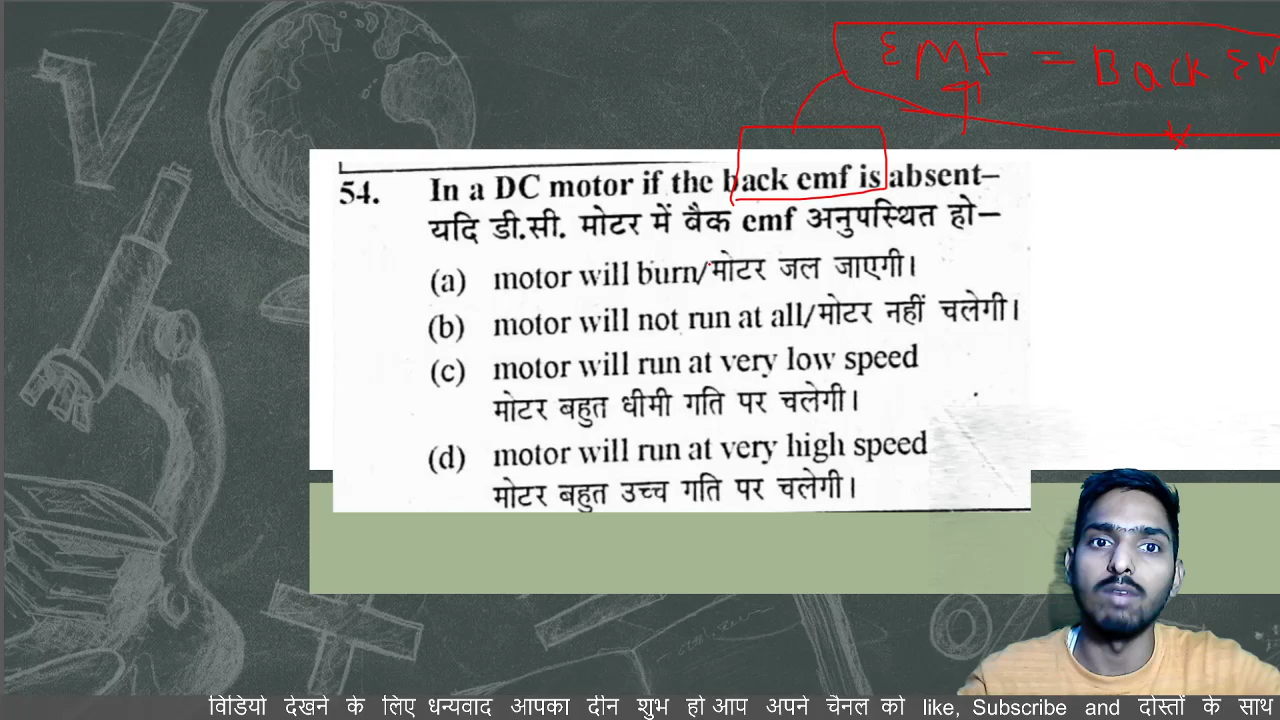 EMF = Back EM
54. In a DC motor if the back emf is absent–
यदि डी.सी. मोटर में बैक emf अनुपस्थित हो–
(a) motor will burn/मोटर जल जाएगी।
(b) motor will not run at all/मोटर नहीं चलेगी।
(c) motor will run at very low speed
मोटर बहुत धीमी गति पर चलेगी।
(d) motor will run at very high speed
मोटर बहुत उच्च गति पर चलेगी।
विडियो देखने के लिए धन्यवाद आपका दीन शुभ हो आप अपने चैनल को like, Subscribe and दोस्तों के साथ